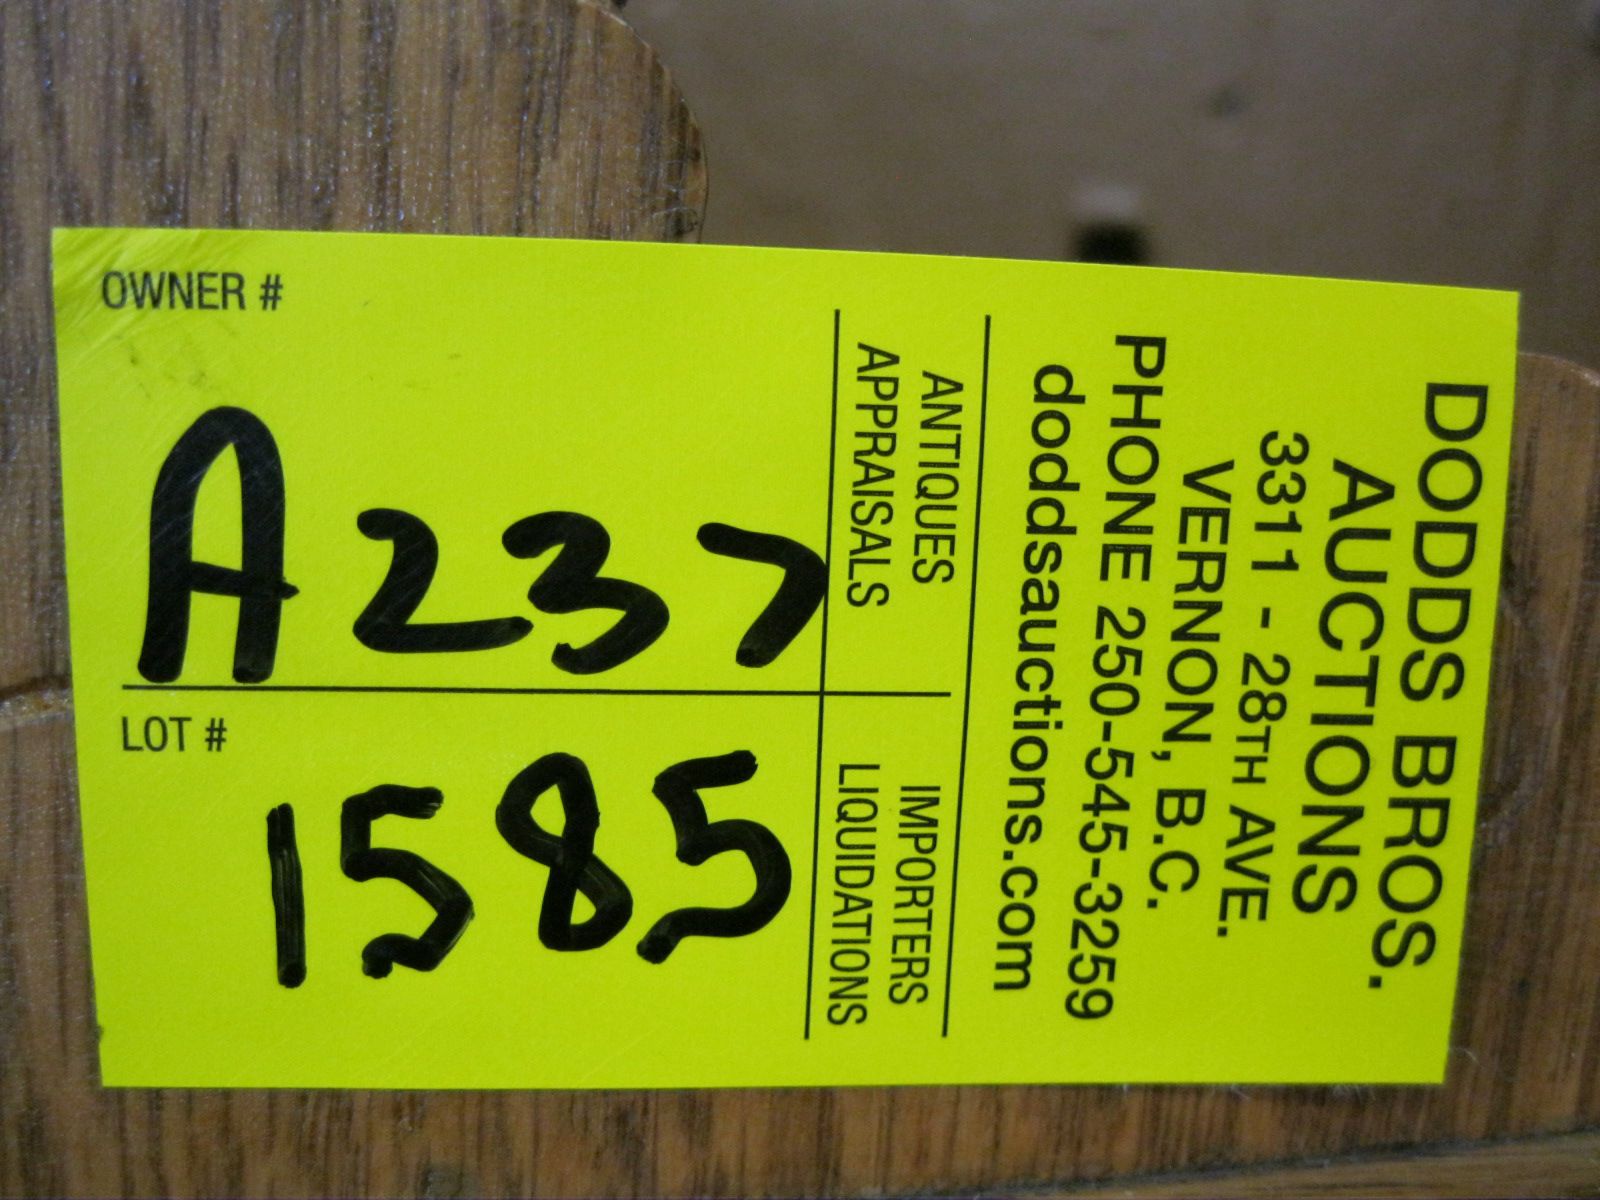 OWNER #
A237
LOT #
1585
DODDS BROS.
AUCTIONS
3311 - 28TH AVE.
VERNON, B.C.
PHONE 250-545-3259
doddsauctions.com
ANTIQUES
APPRAISALS
IMPORTERS
LIQUIDATIONS